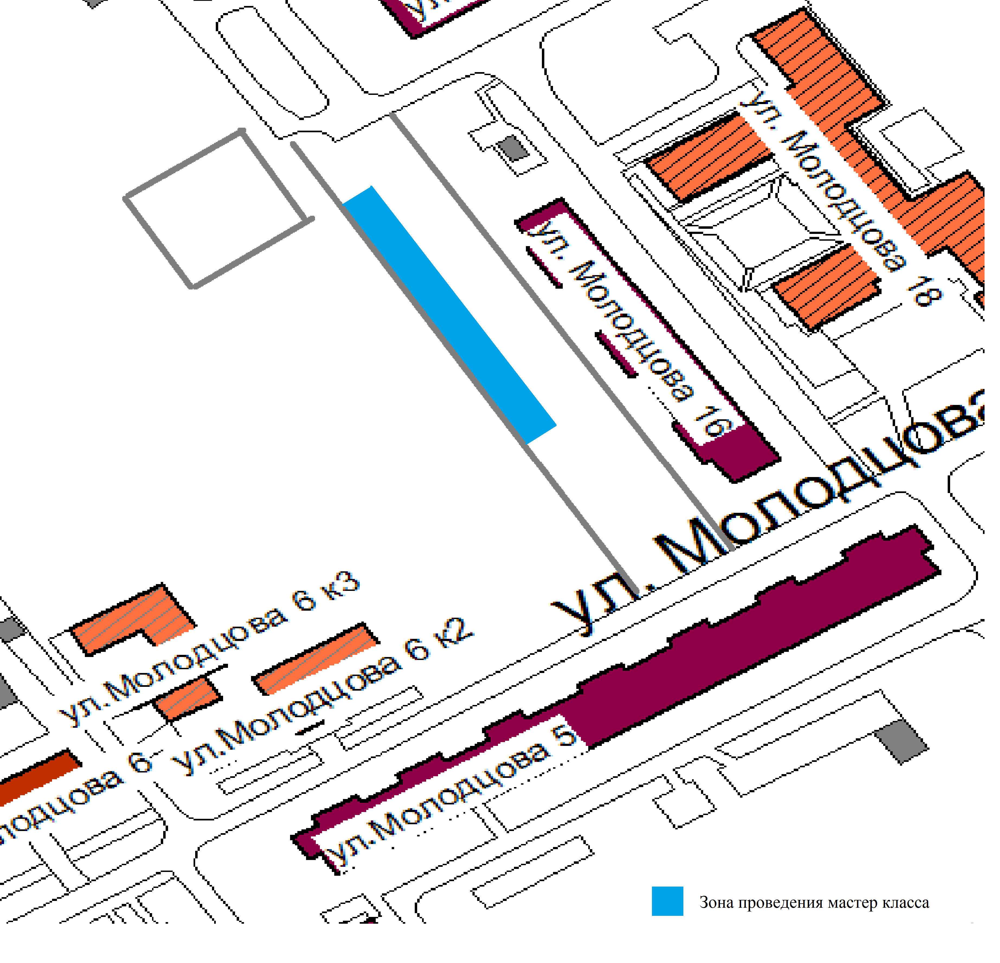 ул. Молодцова 18
ул. Молодцова 16
ул. Молодцова
ул.Молодцова 6 к3
ул.Молодцова 6 к2
6
ул.Молодцова 5
Зона проведения мастер класса